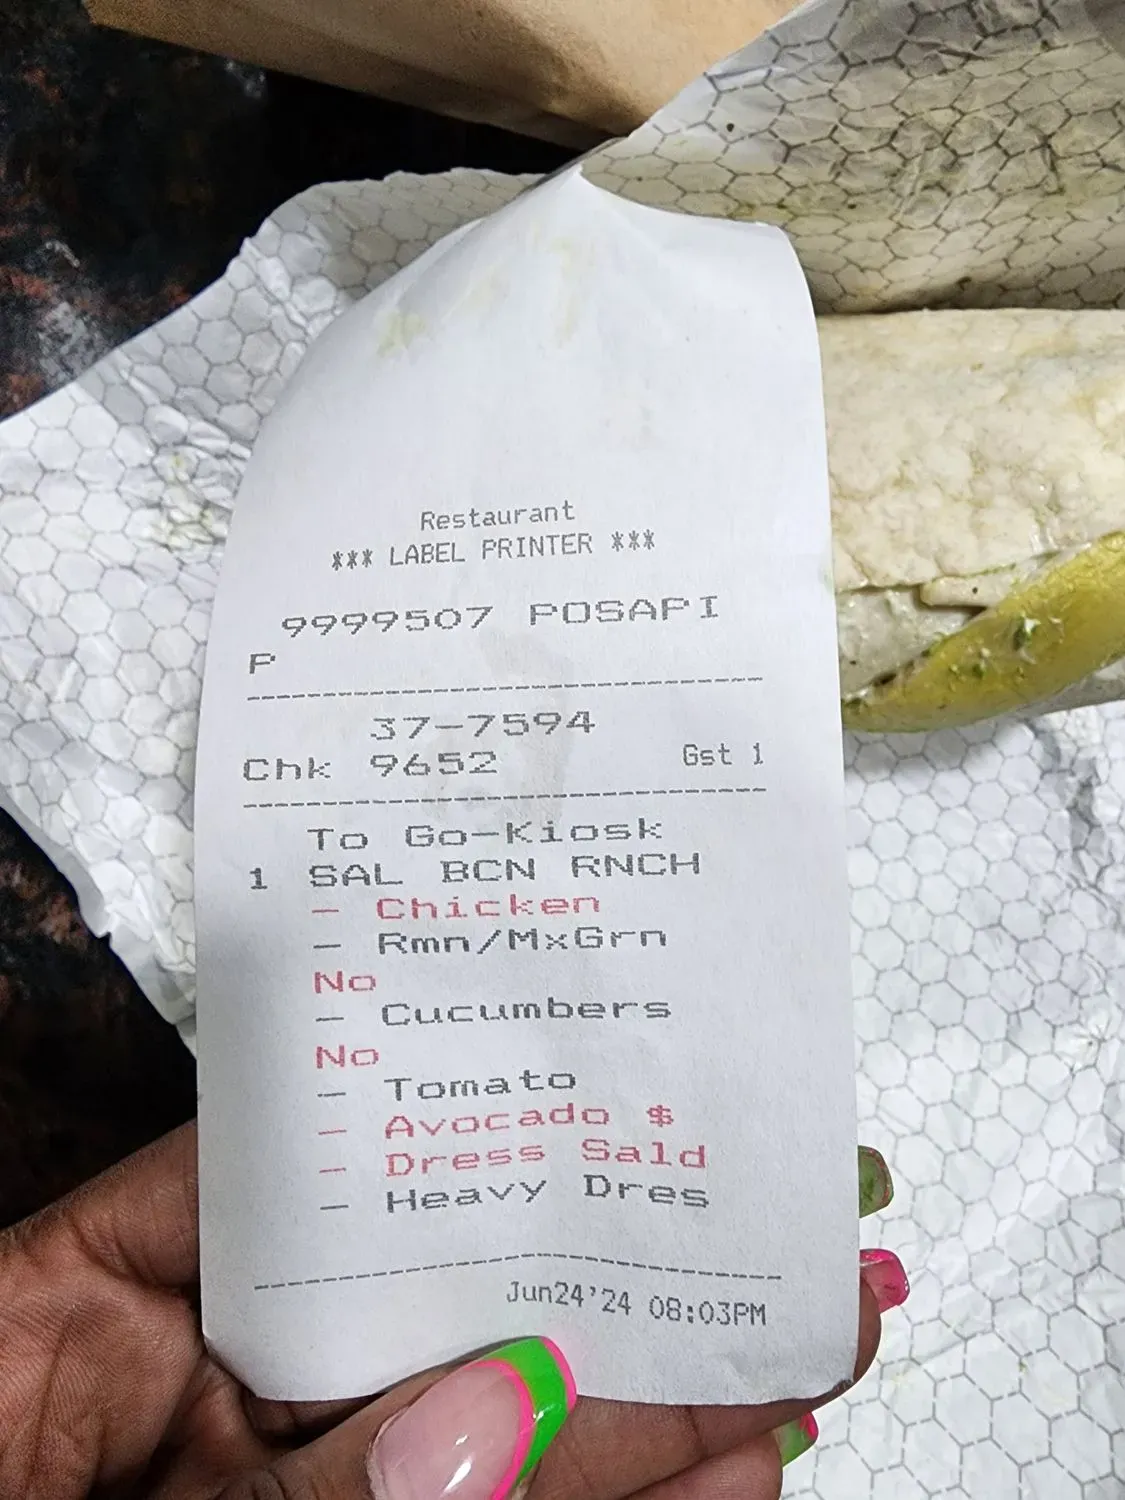 Restaurant
*** LABEL PRINTER ***
9999507 POSAPI
P
37-7594
Chk 9652 Gst 1
To Go-Kiosk
1 SAL BCN RNCH
- Chicken
- Rmn/MxGrn
No
- Cucumbers
No
- Tomato
- Avocado $
- Dress Sald
- Heavy Dres
Jun24'24 08:03PM